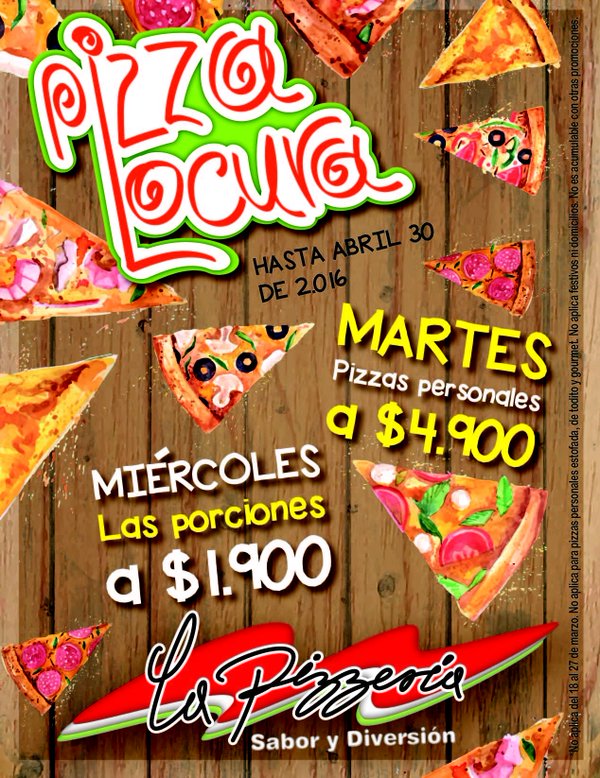 Pizza
Locura
HASTA ABRIL 30
DE 2.016
MARTES
Pizzas personales
a $4.900
MIÉRCOLES
Las porciones
a $1.900
La Pizzería
Sabor y Diversión
No aplica del 18 al 27 de marzo. No aplica para pizzas personales estofada, de todito y gourmet. No aplica festivos ni domicilios. No es acumulable con otras promociones.